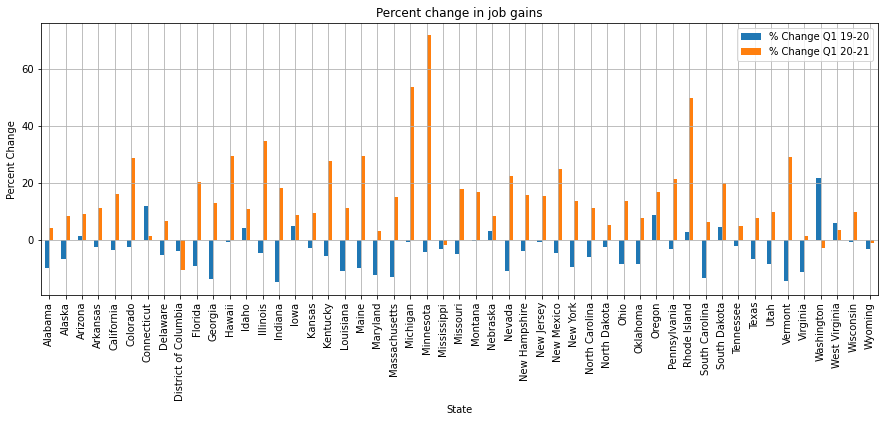 Percent change in job gains
% Change Q1 19-20
% Change Q1 20-21
Percent Change
60
40
20
0
Alabama
Alaska
Arizona
Arkansas
California
Colorado
Connecticut
Delaware
District of Columbia
Florida
Georgia
Hawaii
Idaho
Illinois
Indiana
Iowa
Kansas
Kentucky
Louisiana
Maine
Maryland
Massachusetts
Michigan
Minnesota
Mississippi
Missouri
Montana
Nebraska
Nevada
New Hampshire
New Jersey
New Mexico
New York
North Carolina
North Dakota
Ohio
Oklahoma
Oregon
Pennsylvania
Rhode Island
South Carolina
South Dakota
Tennessee
Texas
Utah
Vermont
Virginia
Washington
West Virginia
Wisconsin
Wyoming
State